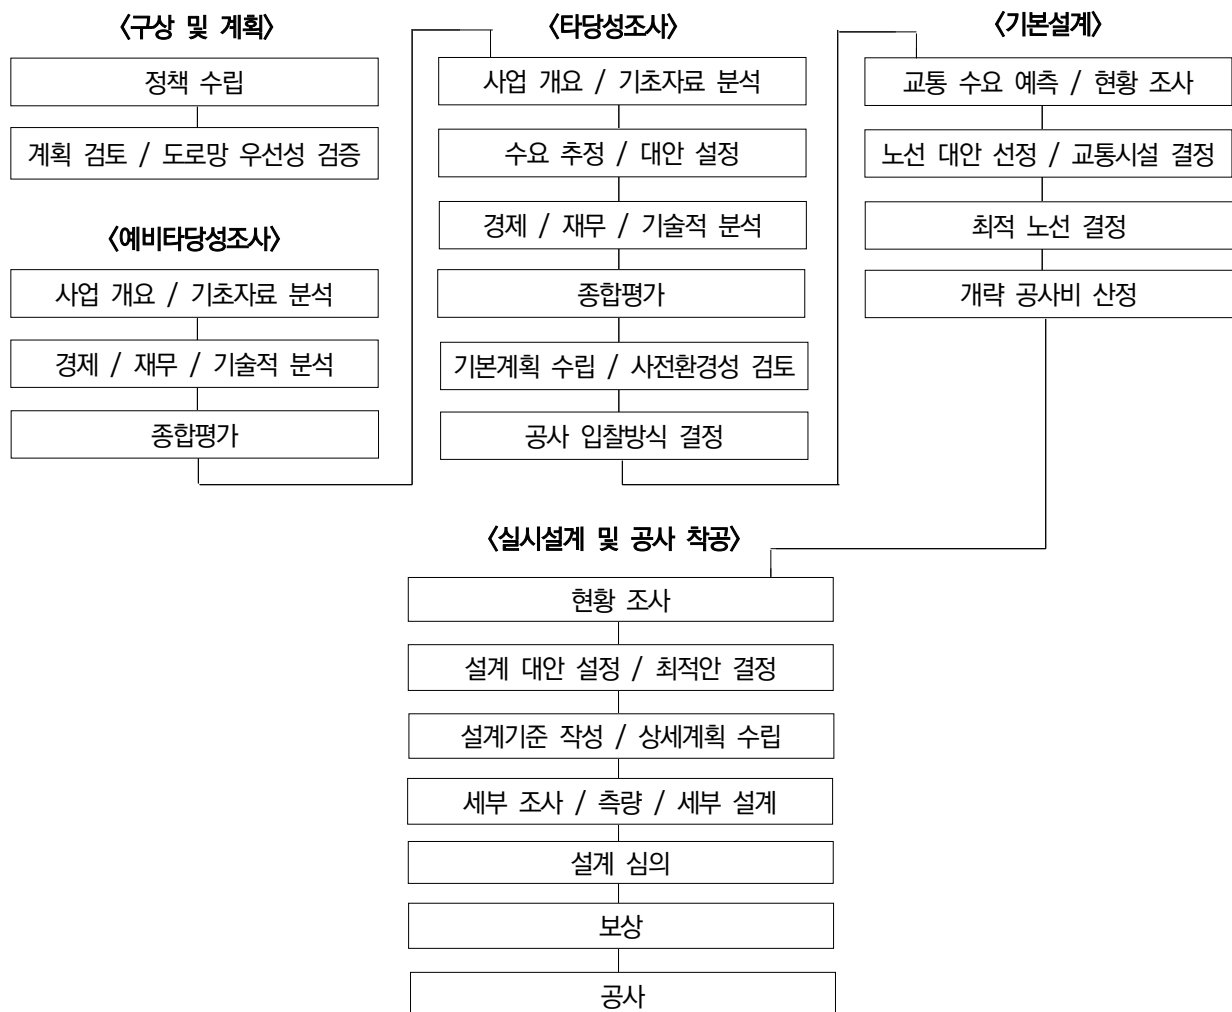 〈구상 및 계획〉
정책 수립
계획 검토 / 도로망 우선성 검증
〈예비타당성조사〉
사업 개요 / 기초자료 분석
경제 / 재무 / 기술적 분석
종합평가
〈타당성조사〉
사업 개요 / 기초자료 분석
수요 추정 / 대안 설정
경제 / 재무 / 기술적 분석
종합평가
기본계획 수립 / 사전환경성 검토
공사 입찰방식 결정
〈기본설계〉
교통 수요 예측 / 현황 조사
노선 대안 선정 / 교통시설 결정
최적 노선 결정
개략 공사비 산정
〈실시설계 및 공사 착공〉
현황 조사
설계 대안 설정 / 최적안 결정
설계기준 작성 / 상세계획 수립
세부 조사 / 측량 / 세부 설계
설계 심의
보상
공사